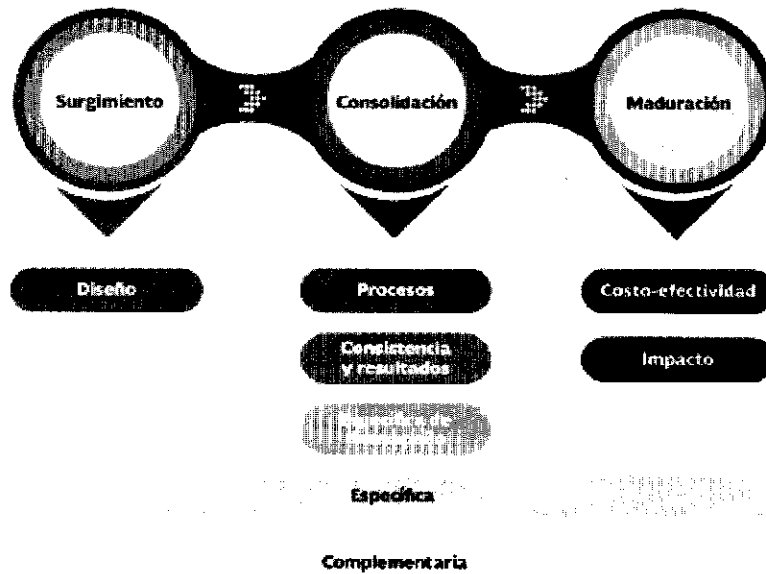 Surgimiento
Consolidación
Maduración
Diseño
Procesos
Costo-efectividad
Consistencia
y resultados
Impacto
Específica
Complementaria